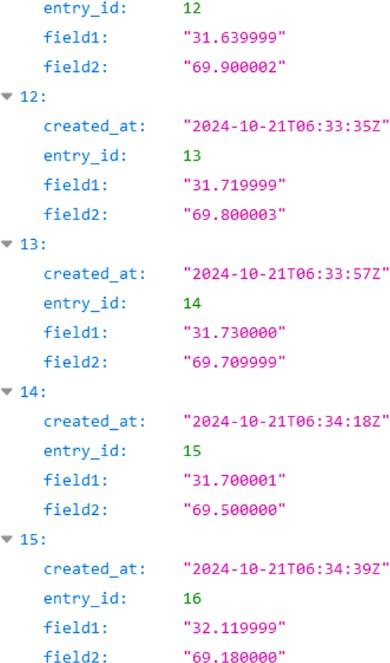 entry_id: 12
field1: "31.639999"
field2: "69.900002"
12:
created_at: "2024-10-21T06:33:35Z"
entry_id: 13
field1: "31.719999"
field2: "69.800003"
13:
created_at: "2024-10-21T06:33:57Z"
entry_id: 14
field1: "31.730000"
field2: "69.709999"
14:
created_at: "2024-10-21T06:34:18Z"
entry_id: 15
field1: "31.700001"
field2: "69.500000"
15:
created_at: "2024-10-21T06:34:39Z"
entry_id: 16
field1: "32.119999"
field2: "69.180000"